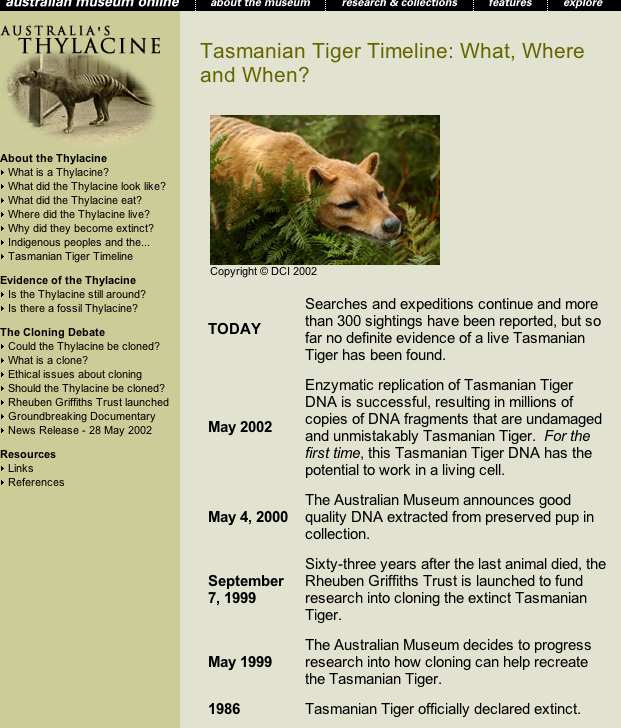 australian museum online
about the museum
research & collections
features
explore
AUSTRALIA'S
THYLACINE
About the Thylacine
What is a Thylacine?
What did the Thylacine look like?
What did the Thylacine eat?
Where did the Thylacine live?
Why did they become extinct?
Indigenous peoples and the...
Tasmanian Tiger Timeline
Evidence of the Thylacine
Is the Thylacine still around?
Is there a fossil Thylacine?
The Cloning Debate
Could the Thylacine be cloned?
What is a clone?
Ethical issues about cloning
Should the Thylacine be cloned?
Rheuben Griffiths Trust launched
Groundbreaking Documentary
News Release - 28 May 2002
Resources
Links
References
Tasmanian Tiger Timeline: What, Where
and When?
Copyright © DCI 2002
TODAY
Searches and expeditions continue and more
than 300 sightings have been reported, but so
far no definite evidence of a live Tasmanian
Tiger has been found.
May 2002
Enzymatic replication of Tasmanian Tiger
DNA is successful, resulting in millions of
copies of DNA fragments that are undamaged
and unmistakably Tasmanian Tiger. For the
first time, this Tasmanian Tiger DNA has the
potential to work in a living cell.
May 4, 2000
The Australian Museum announces good
quality DNA extracted from preserved pup in
collection.
September
7, 1999
Sixty-three years after the last animal died, the
Rheuben Griffiths Trust is launched to fund
research into cloning the extinct Tasmanian
Tiger.
May 1999
The Australian Museum decides to progress
research into how cloning can help recreate
the Tasmanian Tiger.
1986
Tasmanian Tiger officially declared extinct.